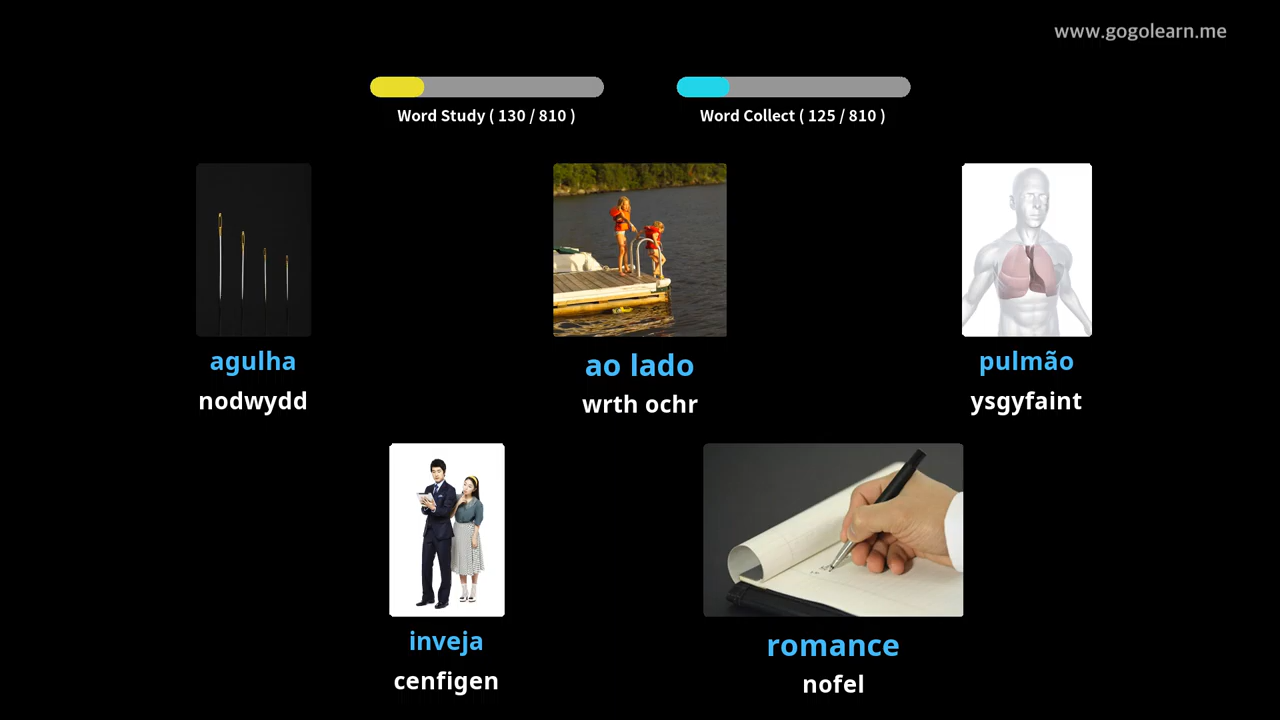 www.gogolearn.me
Word Study ( 130 / 810 )
Word Collect ( 125 / 810 )
agulha
nodwydd
ao lado
wrth ochr
pulmão
ysgyfaint
inveja
cenfigen
romance
nofel